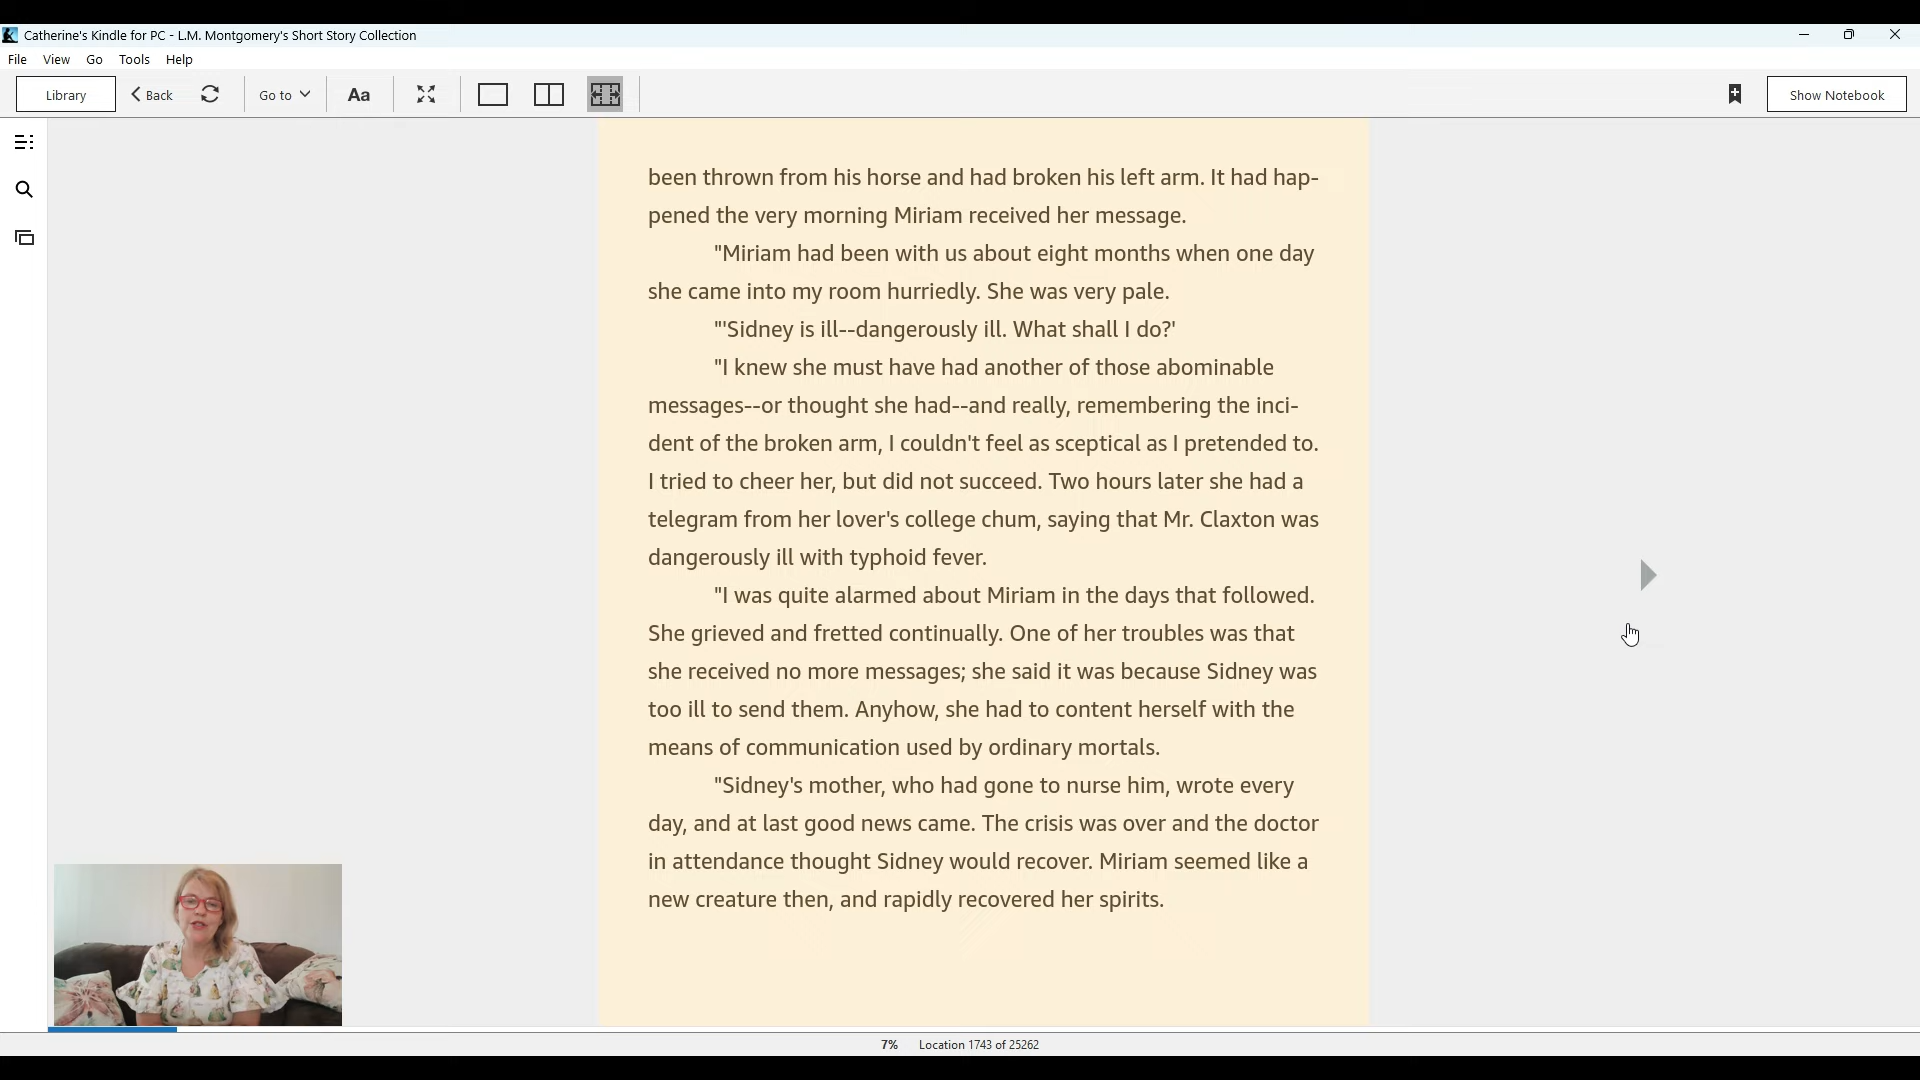 Catherine's Kindle for PC - L.M. Montgomery's Short Story Collection
File View Go Tools Help
Library Back Go to Aa Show Notebook
been thrown from his horse and had broken his left arm. It had hap-
pened the very morning Miriam received her message.
"Miriam had been with us about eight months when one day
she came into my room hurriedly. She was very pale.
"'Sidney is ill--dangerously ill. What shall I do?'
"I knew she must have had another of those abominable
messages--or thought she had--and really, remembering the inci-
dent of the broken arm, I couldn't feel as sceptical as I pretended to.
I tried to cheer her, but did not succeed. Two hours later she had a
telegram from her lover's college chum, saying that Mr. Claxton was
dangerously ill with typhoid fever.
"I was quite alarmed about Miriam in the days that followed.
She grieved and fretted continually. One of her troubles was that
she received no more messages; she said it was because Sidney was
too ill to send them. Anyhow, she had to content herself with the
means of communication used by ordinary mortals.
"Sidney's mother, who had gone to nurse him, wrote every
day, and at last good news came. The crisis was over and the doctor
in attendance thought Sidney would recover. Miriam seemed like a
new creature then, and rapidly recovered her spirits.
7% Location 1743 of 25262